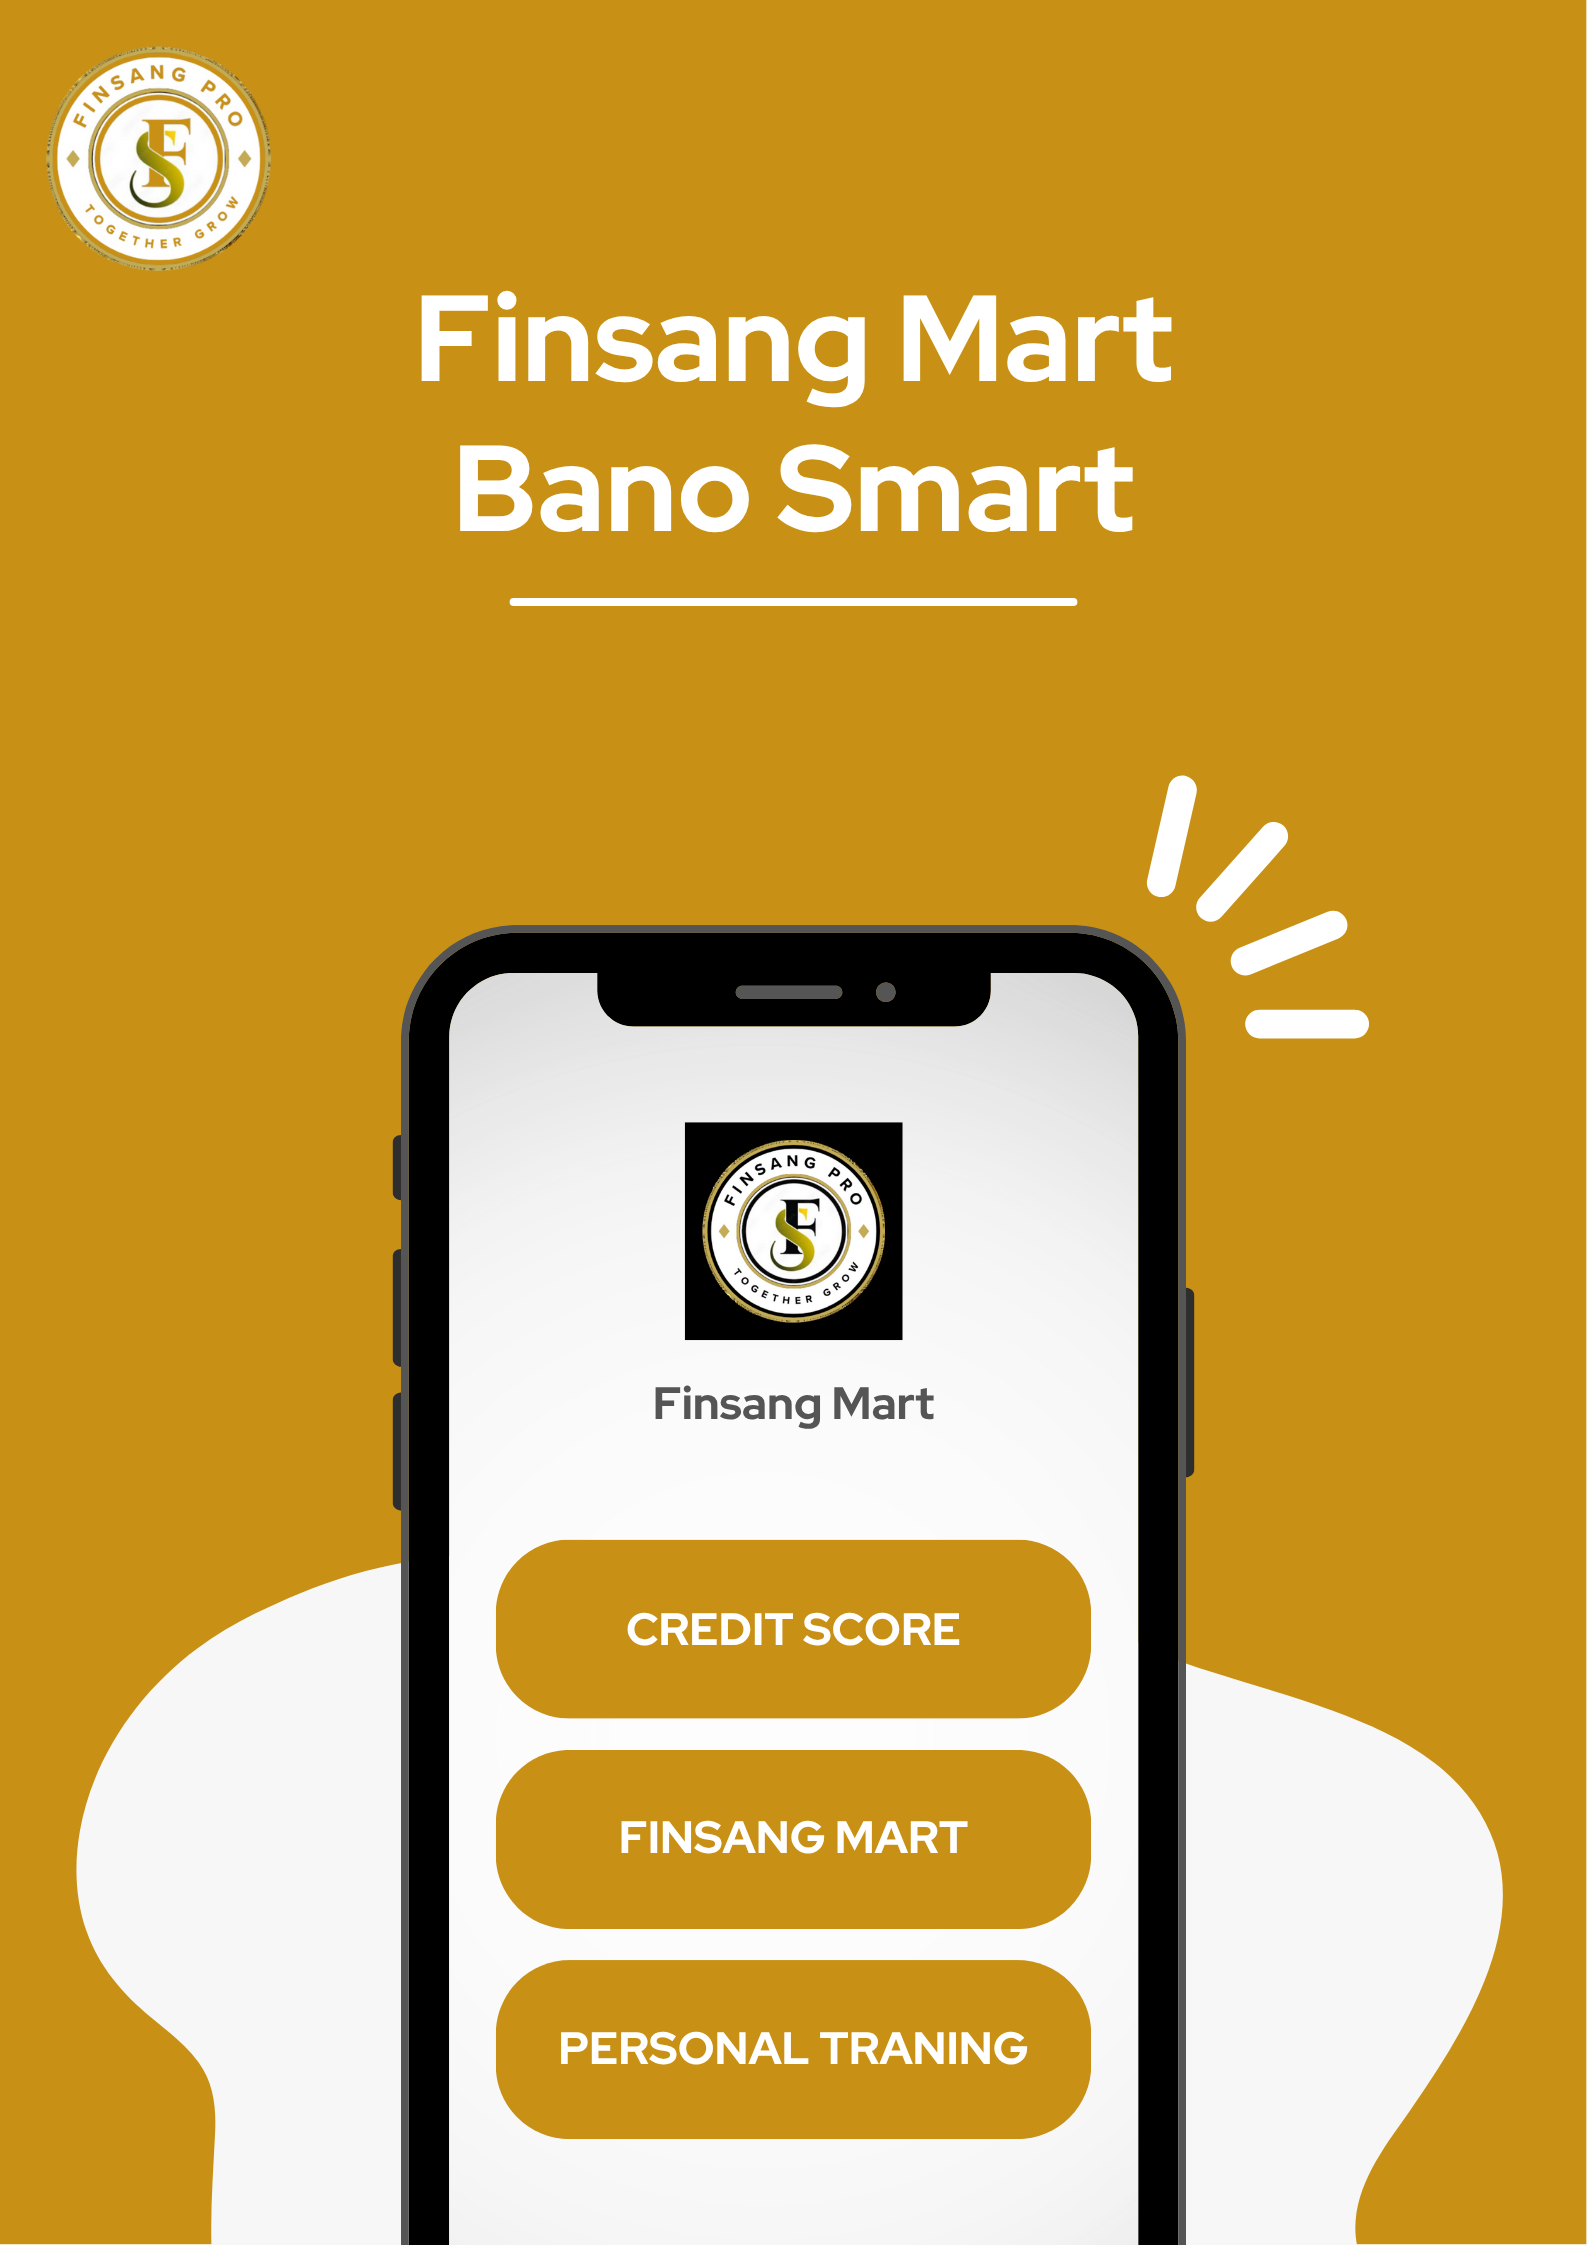 FINSANG PRO
TOGETHER GROW
FS
Finsang Mart
Bano Smart
FINSANG PRO
FS
TOGETHER GROW
Finsang Mart
CREDIT SCORE
FINSANG MART
PERSONAL TRANING